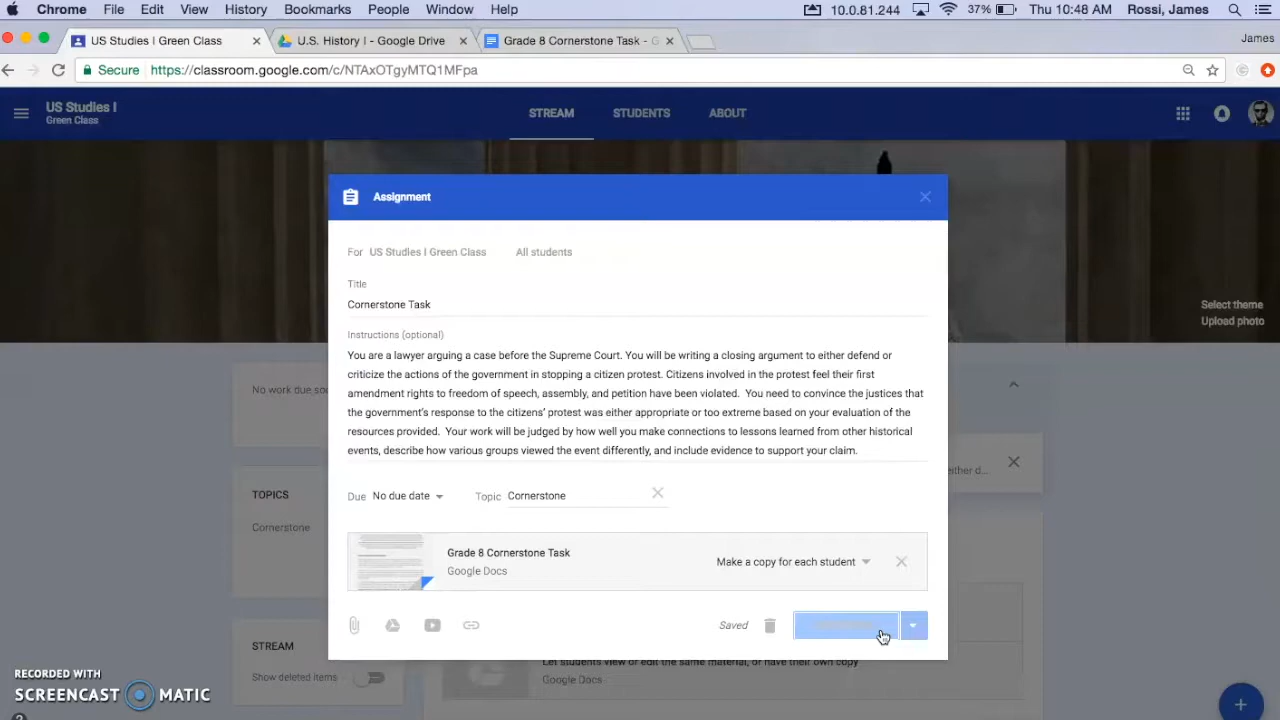 Chrome File Edit View History Bookmarks People Window Help 10.0.81.244 37% Thu 10:48 AM Rossi, James
US Studies I Green Class U.S. History I - Google Drive Grade 8 Cornerstone Task - G James
Secure https://classroom.google.com/c/NTAxOTgyMTQ1MFpa
US Studies I
Green Class
STREAM STUDENTS ABOUT
Assignment
For US Studies I Green Class All students
Title
Cornerstone Task
Select theme
Upload photo
Instructions (optional)
You are a lawyer arguing a case before the Supreme Court. You will be writing a closing argument to either defend or
criticize the actions of the government in stopping a citizen protest. Citizens involved in the protest feel their first
amendment rights to freedom of speech, assembly, and petition have been violated. You need to convince the justices that
the government's response to the citizens' protest was either appropriate or too extreme based on your evaluation of the
resources provided. Your work will be judged by how well you make connections to lessons learned from other historical
events, describe how various groups viewed the event differently, and include evidence to support your claim.
No work due soo
either d...
Due No due date Topic Cornerstone
TOPICS
Cornerstone
Grade 8 Cornerstone Task
Google Docs
Make a copy for each student
Saved
STREAM
Show deleted items
Let students view or edit the same material, or have their own copy
Google Docs
RECORDED WITH
SCREENCAST MATIC